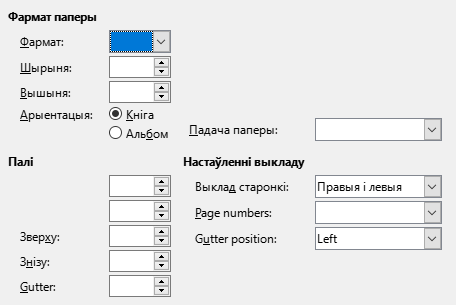 Фармат паперы
Фармат:
Шырыня:
Вышыня:
Арыентацыя: Кніга
Альбом
Падача паперы:
Палі
Настаўленні выкладу
Выклад старонкі: Правыя і левыя
Page numbers:
Зверху:
Gutter position: Left
Знізу:
Gutter: